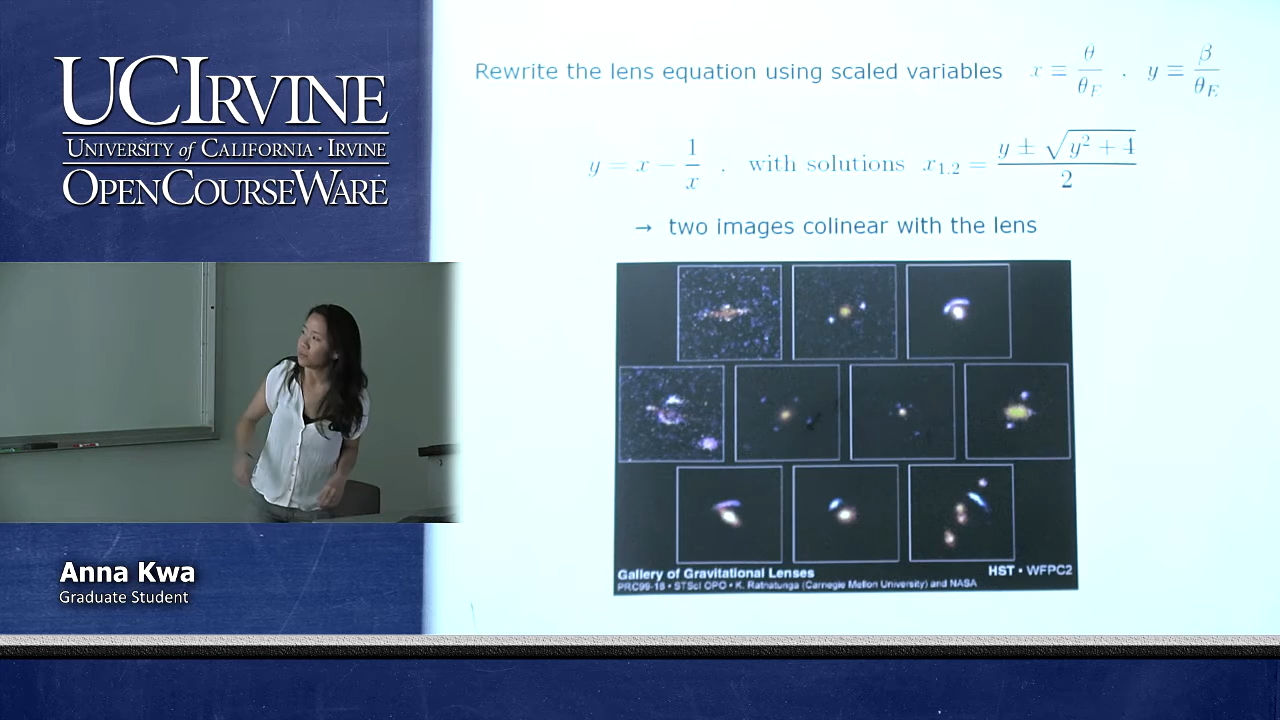 UCIRVINE
UNIVERSITY of CALIFORNIA · IRVINE
OPENCOURSEWARE
Rewrite the lens equation using scaled variables x ≡ θ/θ_E , y ≡ β/θ_E
y = x − 1/x , with solutions x_{1,2} = (y ± √(y² + 4))/2
→ two images colinear with the lens
Gallery of Gravitational Lenses
HST • WFPC2
PRC99-18 • STScI OPO • K. Ratnatunga (Carnegie Mellon University) and NASA
Anna Kwa
Graduate Student